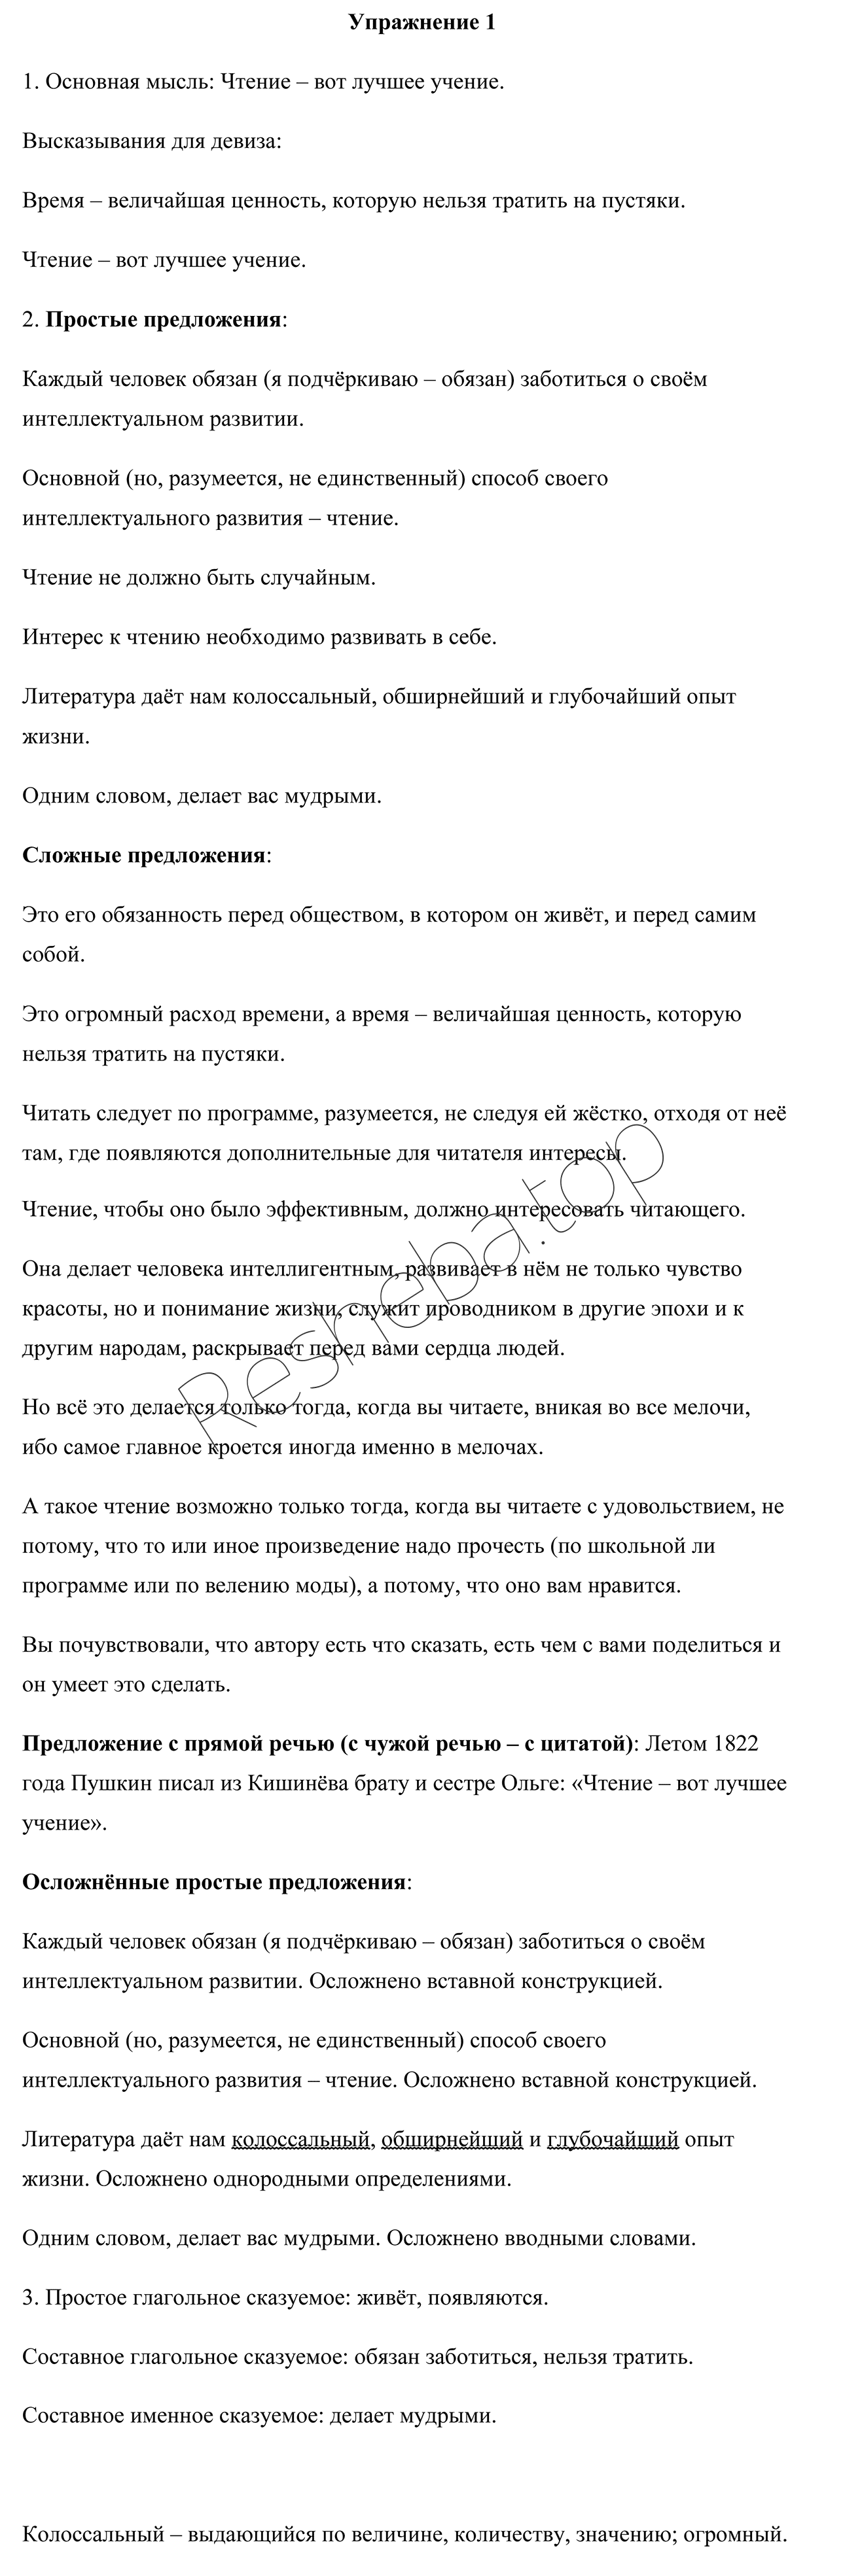 Упражнение 1
1. Основная мысль: Чтение – вот лучшее учение.
Высказывания для девиза:
Время – величайшая ценность, которую нельзя тратить на пустяки.
Чтение – вот лучшее учение.
2. Простые предложения:
Каждый человек обязан (я подчёркиваю – обязан) заботиться о своём
интеллектуальном развитии.
Основной (но, разумеется, не единственный) способ своего
интеллектуального развития – чтение.
Чтение не должно быть случайным.
Интерес к чтению необходимо развивать в себе.
Литература даёт нам колоссальный, обширнейший и глубочайший опыт
жизни.
Одним словом, делает вас мудрыми.
Сложные предложения:
Это его обязанность перед обществом, в котором он живёт, и перед самим
собой.
Это огромный расход времени, а время – величайшая ценность, которую
нельзя тратить на пустяки.
Читать следует по программе, разумеется, не следуя ей жёстко, отходя от неё
там, где появляются дополнительные для читателя интересы.
Чтение, чтобы оно было эффективным, должно интересовать читающего.
Она делает человека интеллигентным, развивает в нём не только чувство
красоты, но и понимание жизни, служит проводником в другие эпохи и к
другим народам, раскрывает перед вами сердца людей.
Но всё это делается только тогда, когда вы читаете, вникая во все мелочи,
ибо самое главное кроется иногда именно в мелочах.
А такое чтение возможно только тогда, когда вы читаете с удовольствием, не
потому, что то или иное произведение надо прочесть (по школьной ли
программе или по велению моды), а потому, что оно вам нравится.
Вы почувствовали, что автору есть что сказать, есть чем с вами поделиться и
он умеет это сделать.
Предложение с прямой речью (с чужой речью – с цитатой): Летом 1822
года Пушкин писал из Кишинёва брату и сестре Ольге: «Чтение – вот лучшее
учение».
Осложнённые простые предложения:
Каждый человек обязан (я подчёркиваю – обязан) заботиться о своём
интеллектуальном развитии. Осложнено вставной конструкцией.
Основной (но, разумеется, не единственный) способ своего
интеллектуального развития – чтение. Осложнено вставной конструкцией.
Литература даёт нам колоссальный, обширнейший и глубочайший опыт
жизни. Осложнено однородными определениями.
Одним словом, делает вас мудрыми. Осложнено вводными словами.
3. Простое глагольное сказуемое: живёт, появляются.
Составное глагольное сказуемое: обязан заботиться, нельзя тратить.
Составное именное сказуемое: делает мудрыми.
Колоссальный – выдающийся по величине, количеству, значению; огромный.
Resheba.top